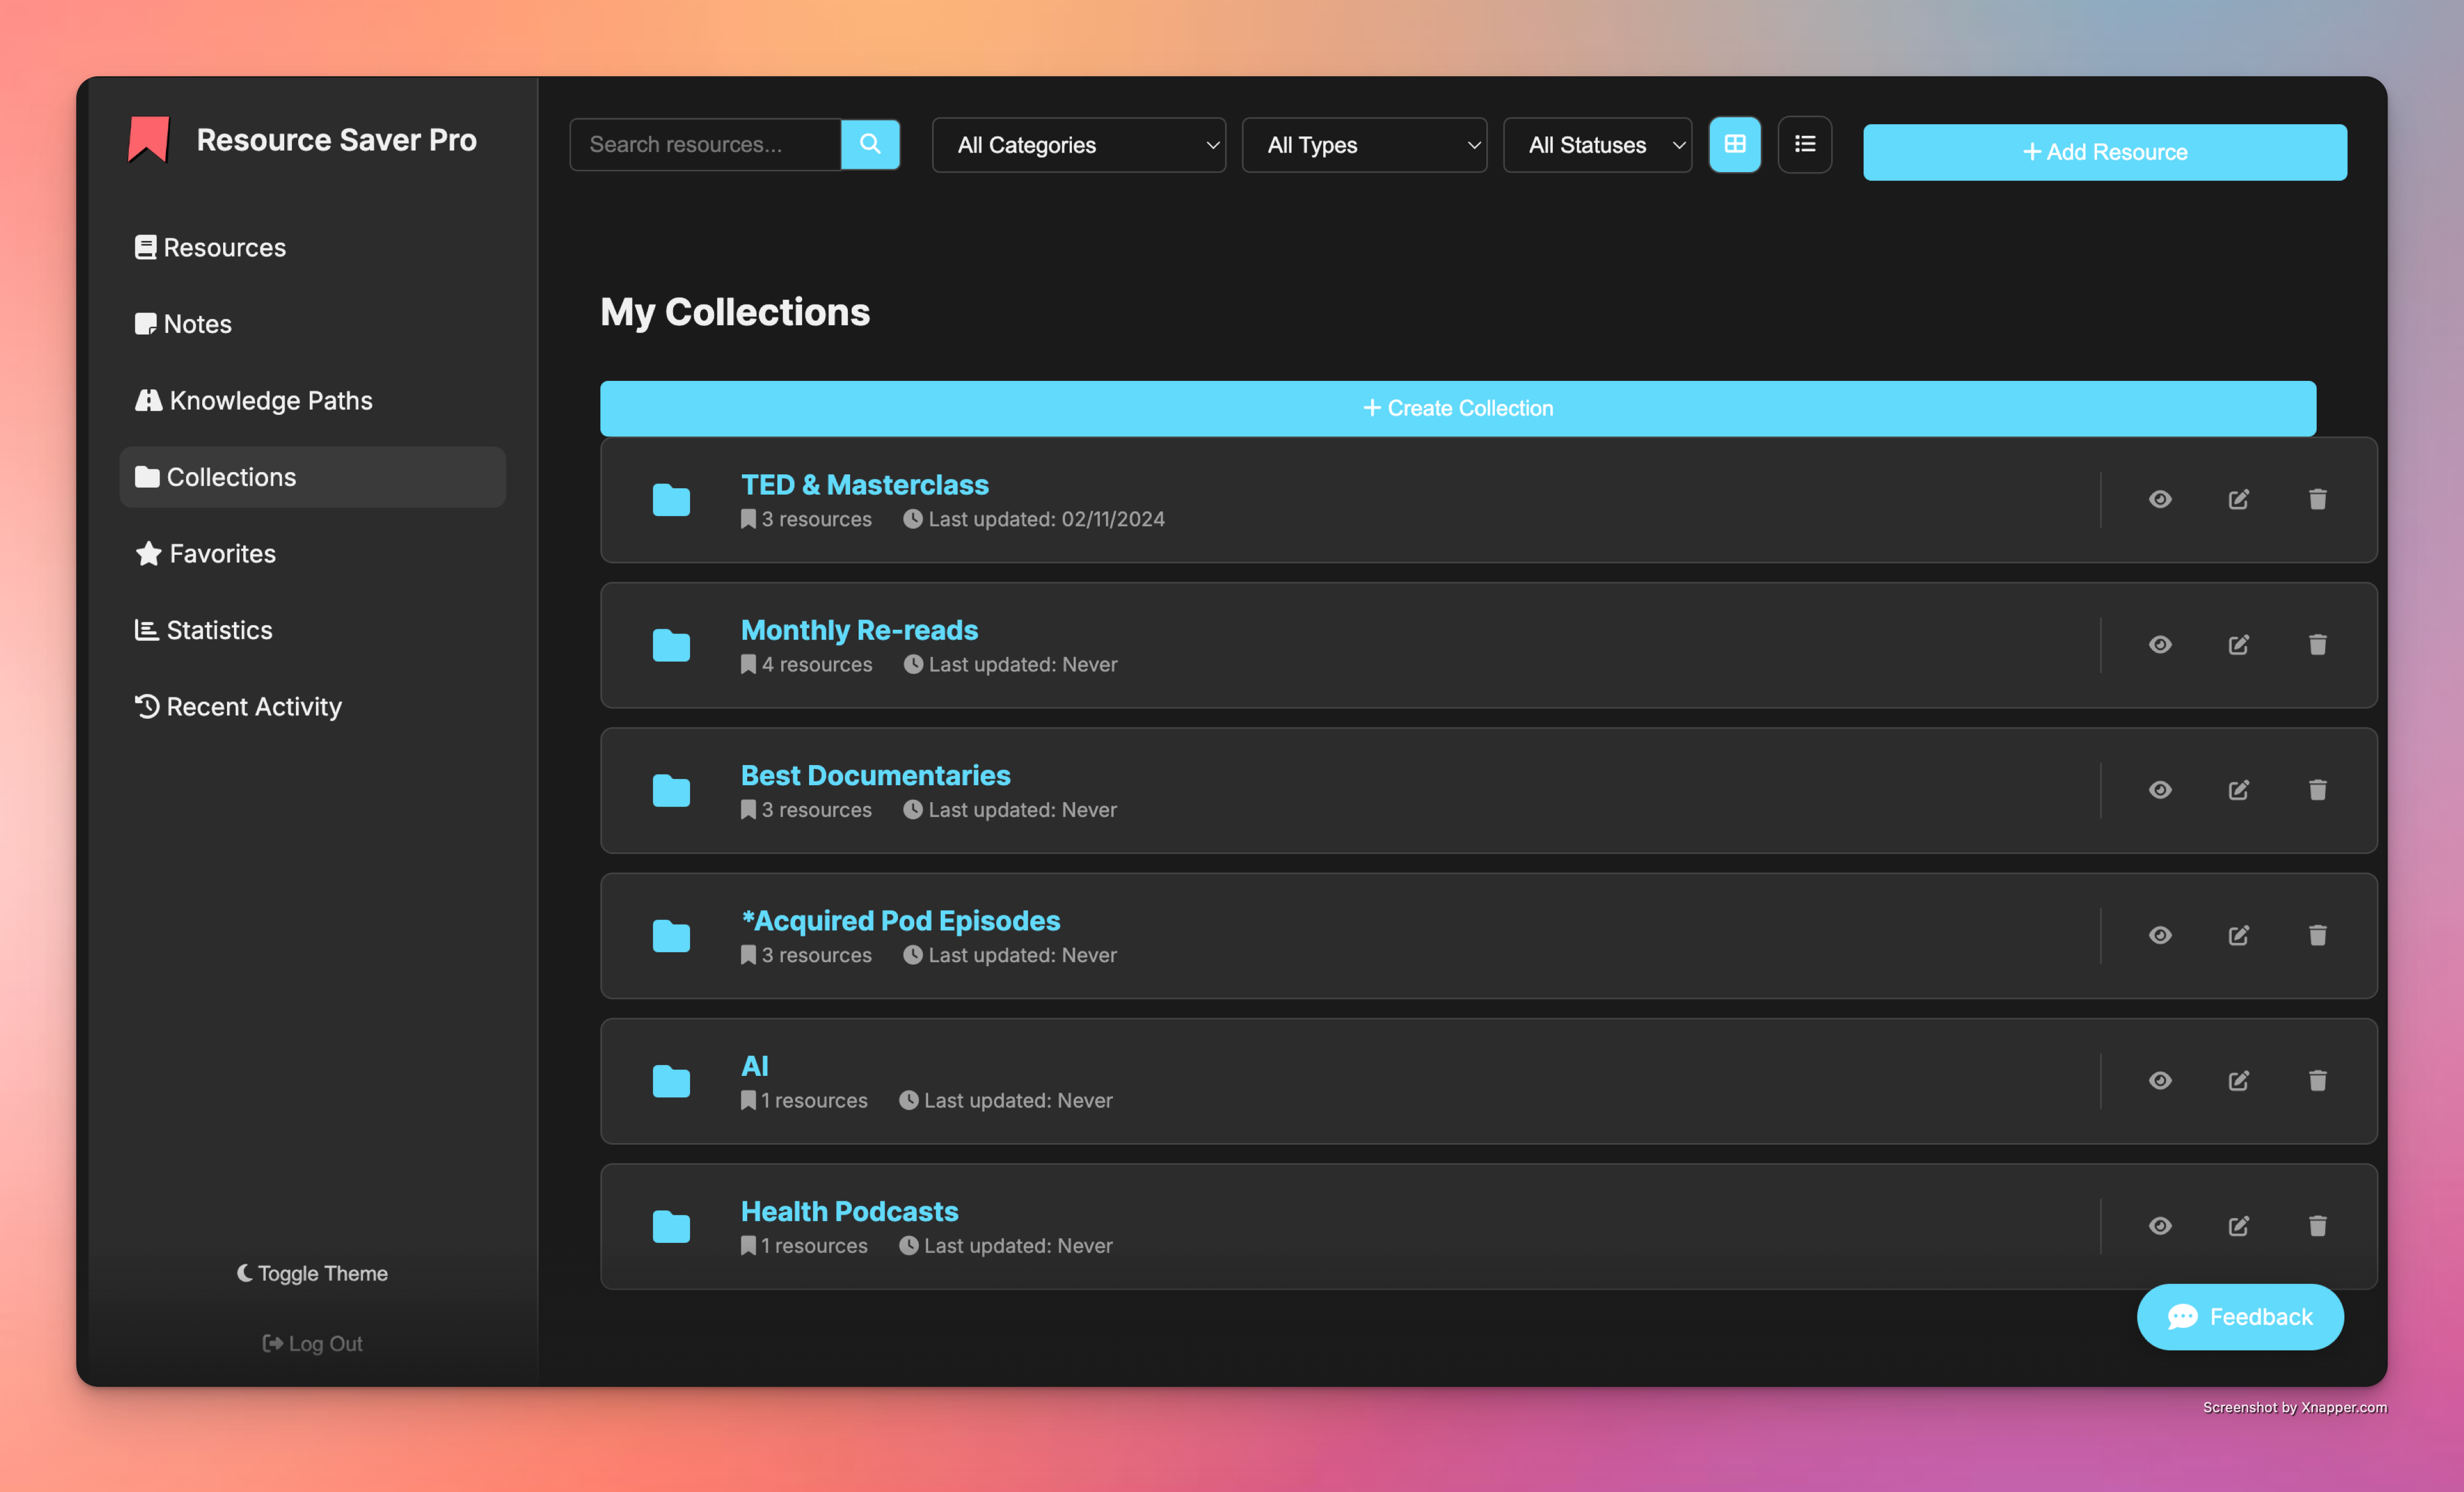 Resource Saver Pro
Resources
Notes
Knowledge Paths
Collections
Favorites
Statistics
Recent Activity
Toggle Theme
Log Out
Search resources...
All Categories
All Types
All Statuses
+ Add Resource
My Collections
+ Create Collection
TED & Masterclass
3 resources Last updated: 02/11/2024
Monthly Re-reads
4 resources Last updated: Never
Best Documentaries
3 resources Last updated: Never
*Acquired Pod Episodes
3 resources Last updated: Never
AI
1 resources Last updated: Never
Health Podcasts
1 resources Last updated: Never
Feedback
Screenshot by Xnapper.com